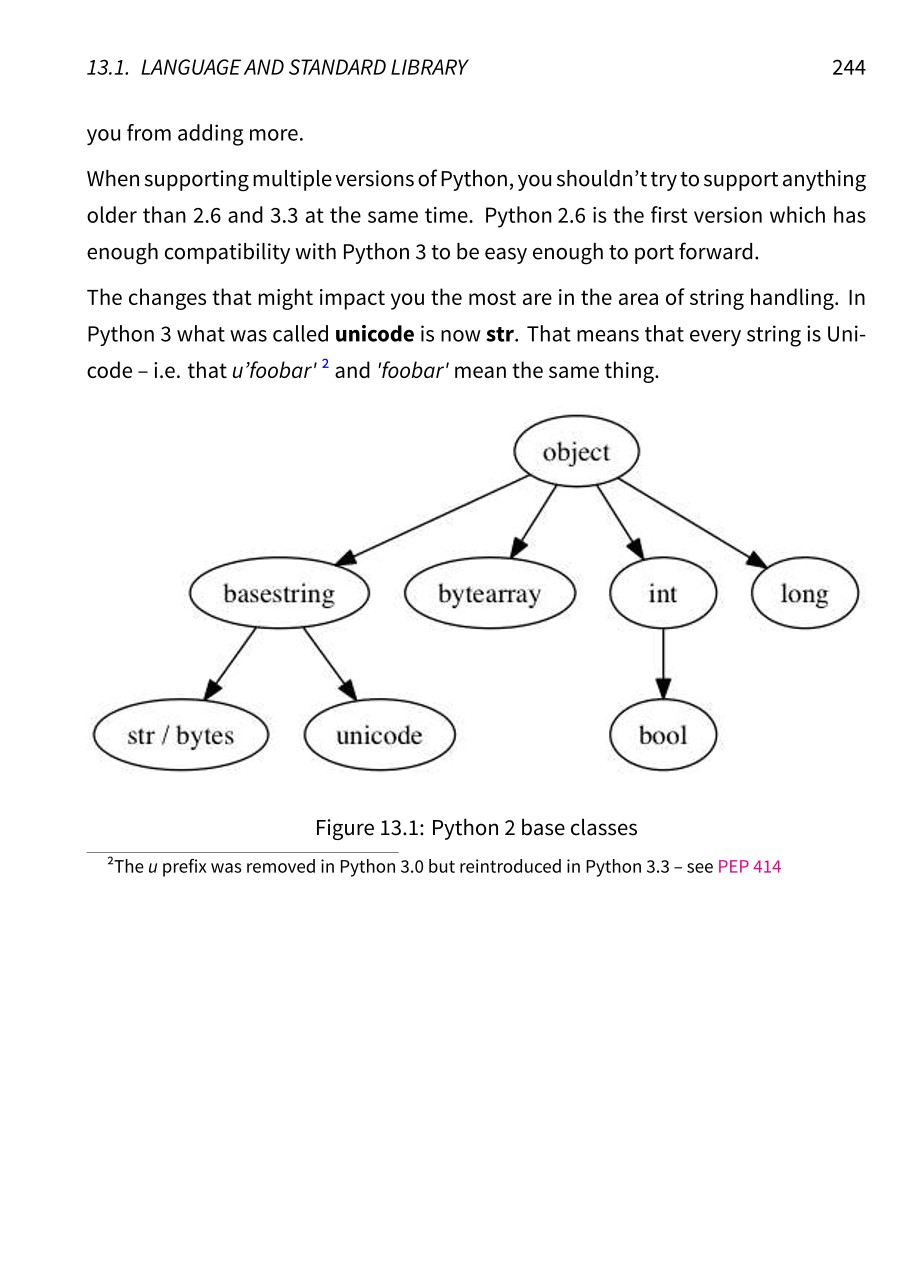 13.1. LANGUAGE AND STANDARD LIBRARY 244
you from adding more.
When supporting multiple versions of Python, you shouldn’t try to support anything
older than 2.6 and 3.3 at the same time. Python 2.6 is the first version which has
enough compatibility with Python 3 to be easy enough to port forward.
The changes that might impact you the most are in the area of string handling. In
Python 3 what was called unicode is now str. That means that every string is Uni-
code – i.e. that u’foobar' 2 and 'foobar' mean the same thing.
object
basestring bytearray int long
str / bytes unicode bool
Figure 13.1: Python 2 base classes
2The u prefix was removed in Python 3.0 but reintroduced in Python 3.3 – see PEP 414